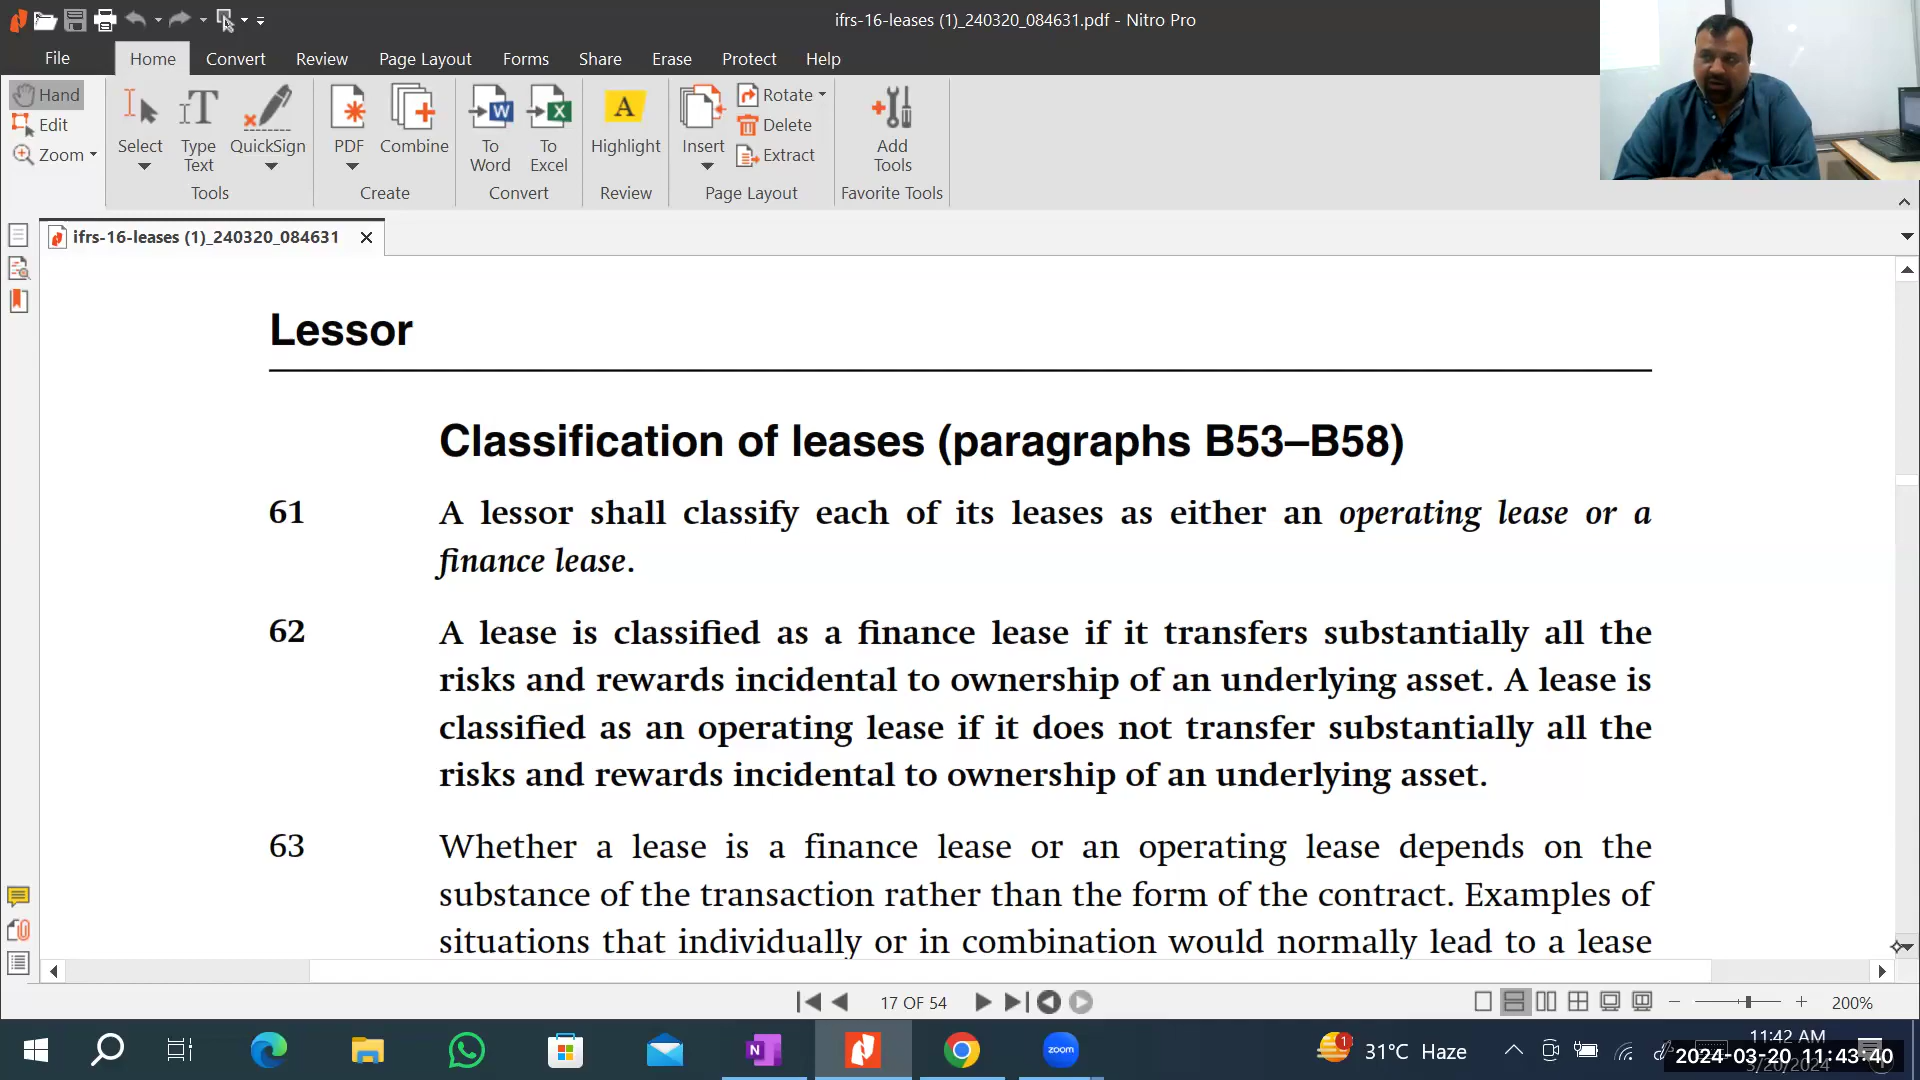 ifrs-16-leases (1)_240320_084631.pdf - Nitro Pro
File Home Convert Review Page Layout Forms Share Erase Protect Help
Hand
Edit
Zoom
Select
Type Text
QuickSign
Tools
PDF
Combine
Create
To Word
To Excel
Convert
A
Highlight
Review
Insert
Rotate
Delete
Extract
Page Layout
Add Tools
Favorite Tools
ifrs-16-leases (1)_240320_084631
Lessor
Classification of leases (paragraphs B53–B58)
61 A lessor shall classify each of its leases as either an operating lease or a
finance lease.
62 A lease is classified as a finance lease if it transfers substantially all the
risks and rewards incidental to ownership of an underlying asset. A lease is
classified as an operating lease if it does not transfer substantially all the
risks and rewards incidental to ownership of an underlying asset.
63 Whether a lease is a finance lease or an operating lease depends on the
substance of the transaction rather than the form of the contract. Examples of
situations that individually or in combination would normally lead to a lease
17 OF 54
200%
N
zoom
1
31°C Haze
11:42 AM
3/20/2024
2024-03-20 11:43:40